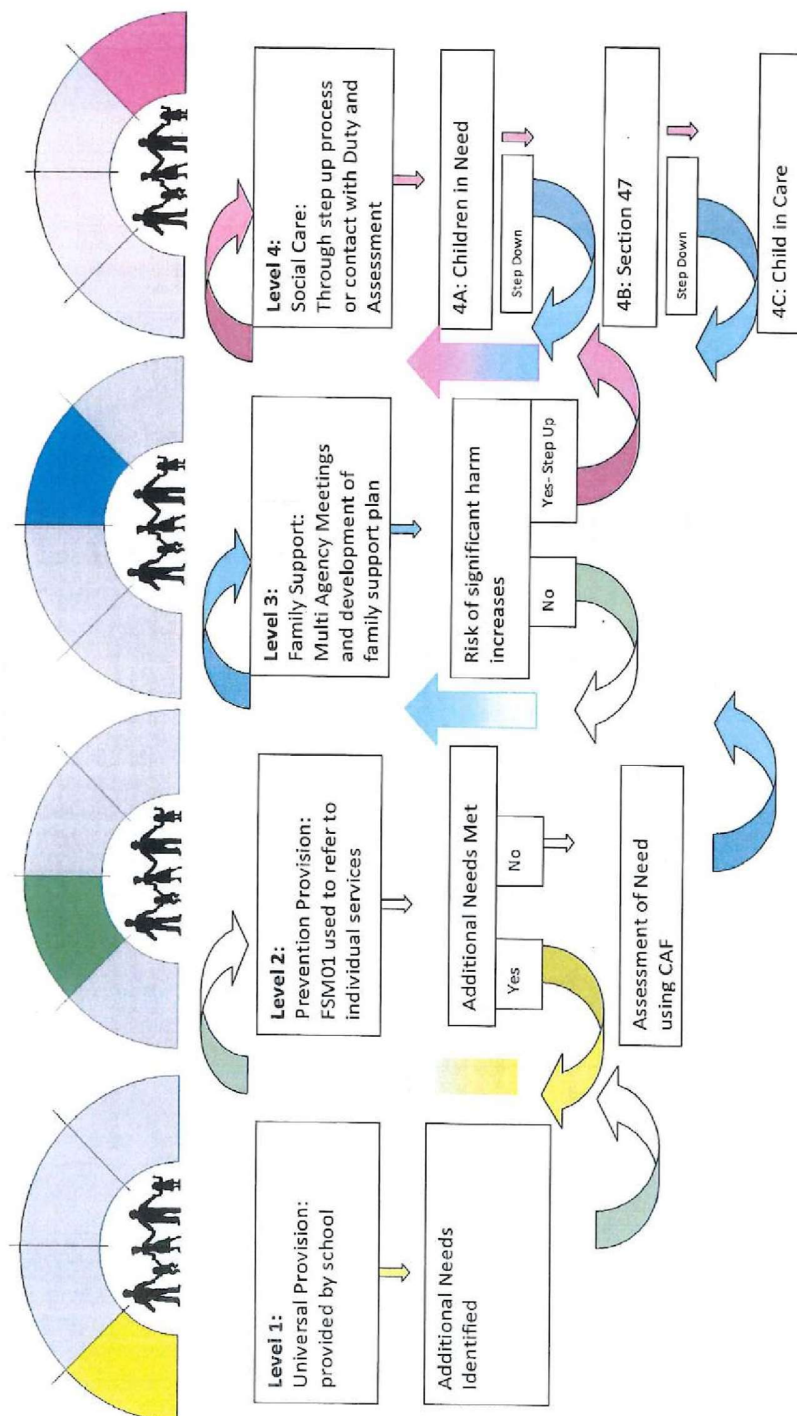 Level 1:
Universal Provision:
provided by school
Additional Needs
Identified
Level 2:
Prevention Provision:
FSM01 used to refer to
individual services
Additional Needs Met
Yes
No
Assessment of Need
using CAF
Level 3:
Family Support:
Multi Agency Meetings
and development of
family support plan
Risk of significant harm
increases
No
Yes- Step Up
Level 4:
Social Care:
Through step up process
or contact with Duty and
Assessment
4A: Children in Need
Step Down
4B: Section 47
Step Down
4C: Child in Care